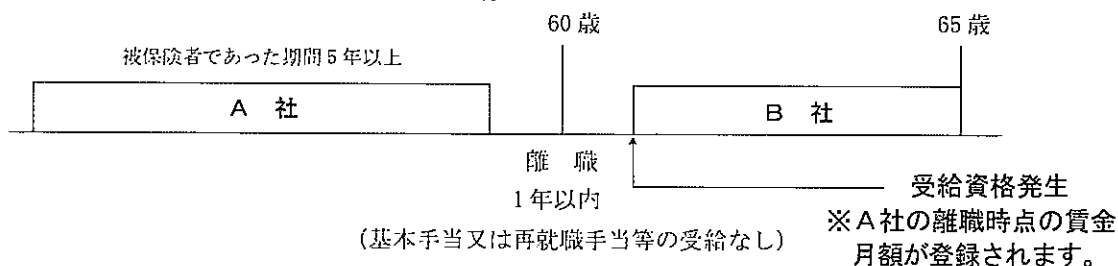 60歳
65歳
被保険者であった期間5年以上
A 社
B 社
離 職
1年以内
(基本手当又は再就職手当等の受給なし)
受給資格発生
※A社の離職時点の賃金
月額が登録されます。